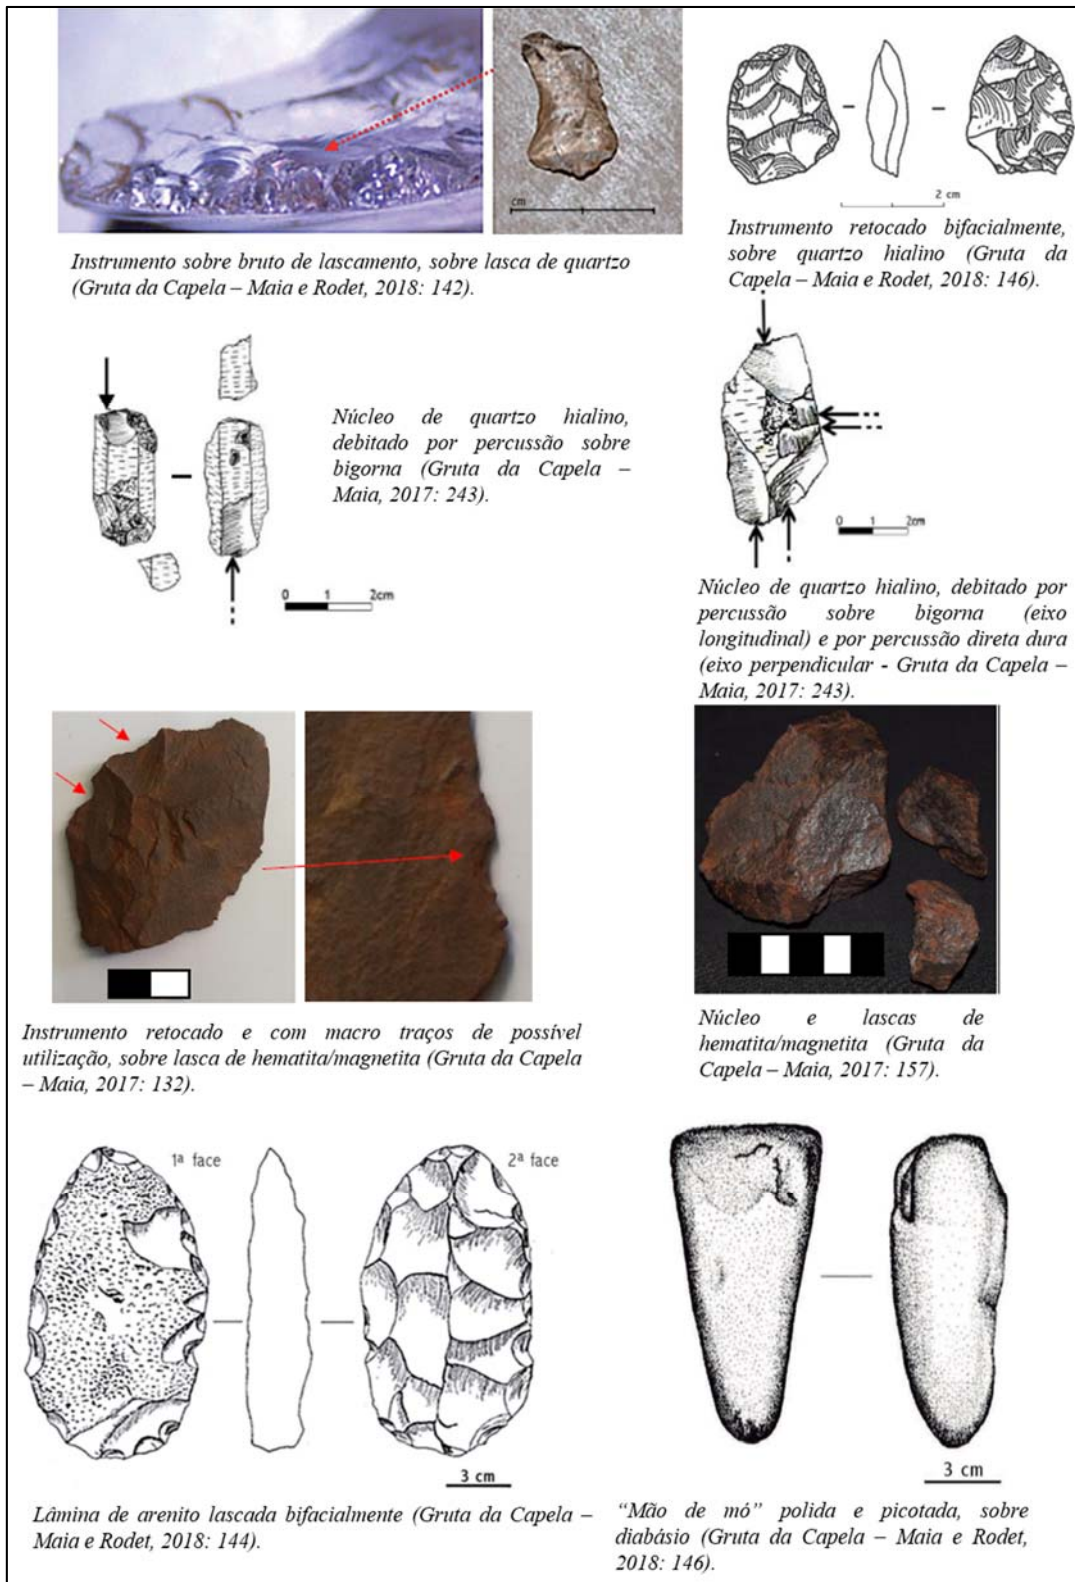 cm
Instrumento sobre bruto de lascamento, sobre lasca de quartzo
(Gruta da Capela – Maia e Rodet, 2018: 142).
2 cm
Instrumento retocado bifacialmente,
sobre quartzo hialino (Gruta da
Capela – Maia e Rodet, 2018: 146).
0 1 2cm
Núcleo de quartzo hialino,
debitado por percussão sobre
bigorna (Gruta da Capela –
Maia, 2017: 243).
0 1 2cm
Núcleo de quartzo hialino, debitado por
percussão sobre bigorna (eixo
longitudinal) e por percussão direta dura
(eixo perpendicular - Gruta da Capela –
Maia, 2017: 243).
Instrumento retocado e com macro traços de possível
utilização, sobre lasca de hematita/magnetita (Gruta da Capela
– Maia, 2017: 132).
Núcleo e lascas de
hematita/magnetita (Gruta da
Capela – Maia, 2017: 157).
1ª face
2ª face
3 cm
Lâmina de arenito lascada bifacialmente (Gruta da Capela –
Maia e Rodet, 2018: 144).
3 cm
“Mão de mó” polida e picotada, sobre
diabásio (Gruta da Capela – Maia e Rodet,
2018: 146).